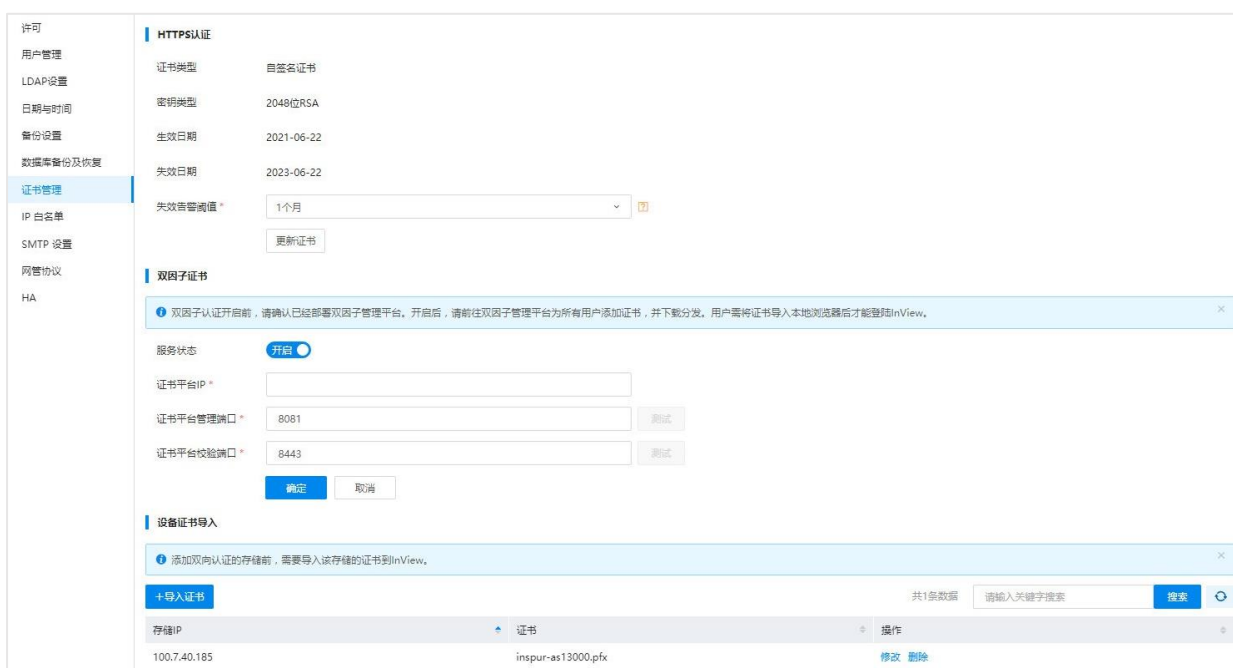 许可
用户管理
LDAP设置
日期与时间
备份设置
数据库备份及恢复
证书管理
IP 白名单
SMTP 设置
网管协议
HA
HTTPS认证
证书类型 自签名证书
密钥类型 2048位RSA
生效日期 2021-06-22
失效日期 2023-06-22
失效告警阈值 * 1个月 ?
更新证书
双因子证书
双因子认证开启前，请确认已经部署双因子管理平台。开启后，请前往双因子管理平台为所有用户添加证书，并下载分发。用户需将证书导入本地浏览器后才能登陆InView。
服务状态 开启
证书平台IP *
证书平台管理端口 * 8081 测试
证书平台校验端口 * 8443 测试
确定 取消
设备证书导入
添加双向认证的存储前，需要导入该存储的证书到InView。
+导入证书 共1条数据 请输入关键字搜索 搜索
存储IP 证书 操作
100.7.40.185 inspur-as13000.pfx 修改 删除